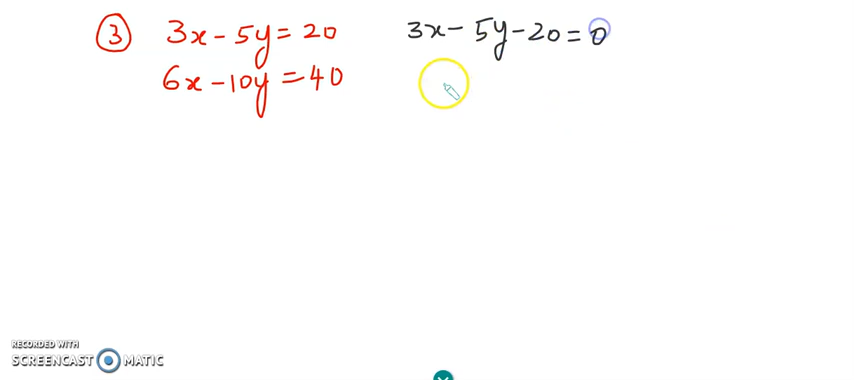 ③ 3x - 5y = 20
6x - 10y = 40
3x - 5y - 20 = 0
RECORDED WITH
SCREENCAST MATIC